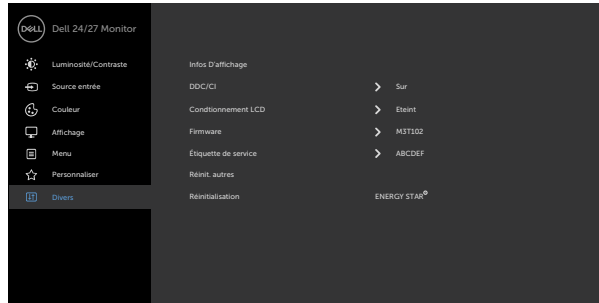 DELL Dell 24/27 Monitor
Luminosité/Contraste Infos D'affichage
Source entrée DDC/CI Sur
Couleur Condtionnement LCD Eteint
Affichage Firmware M3T102
Menu Étiquette de service ABCDEF
Personnaliser Réinit. autres
Divers Réinitialisation ENERGY STAR®